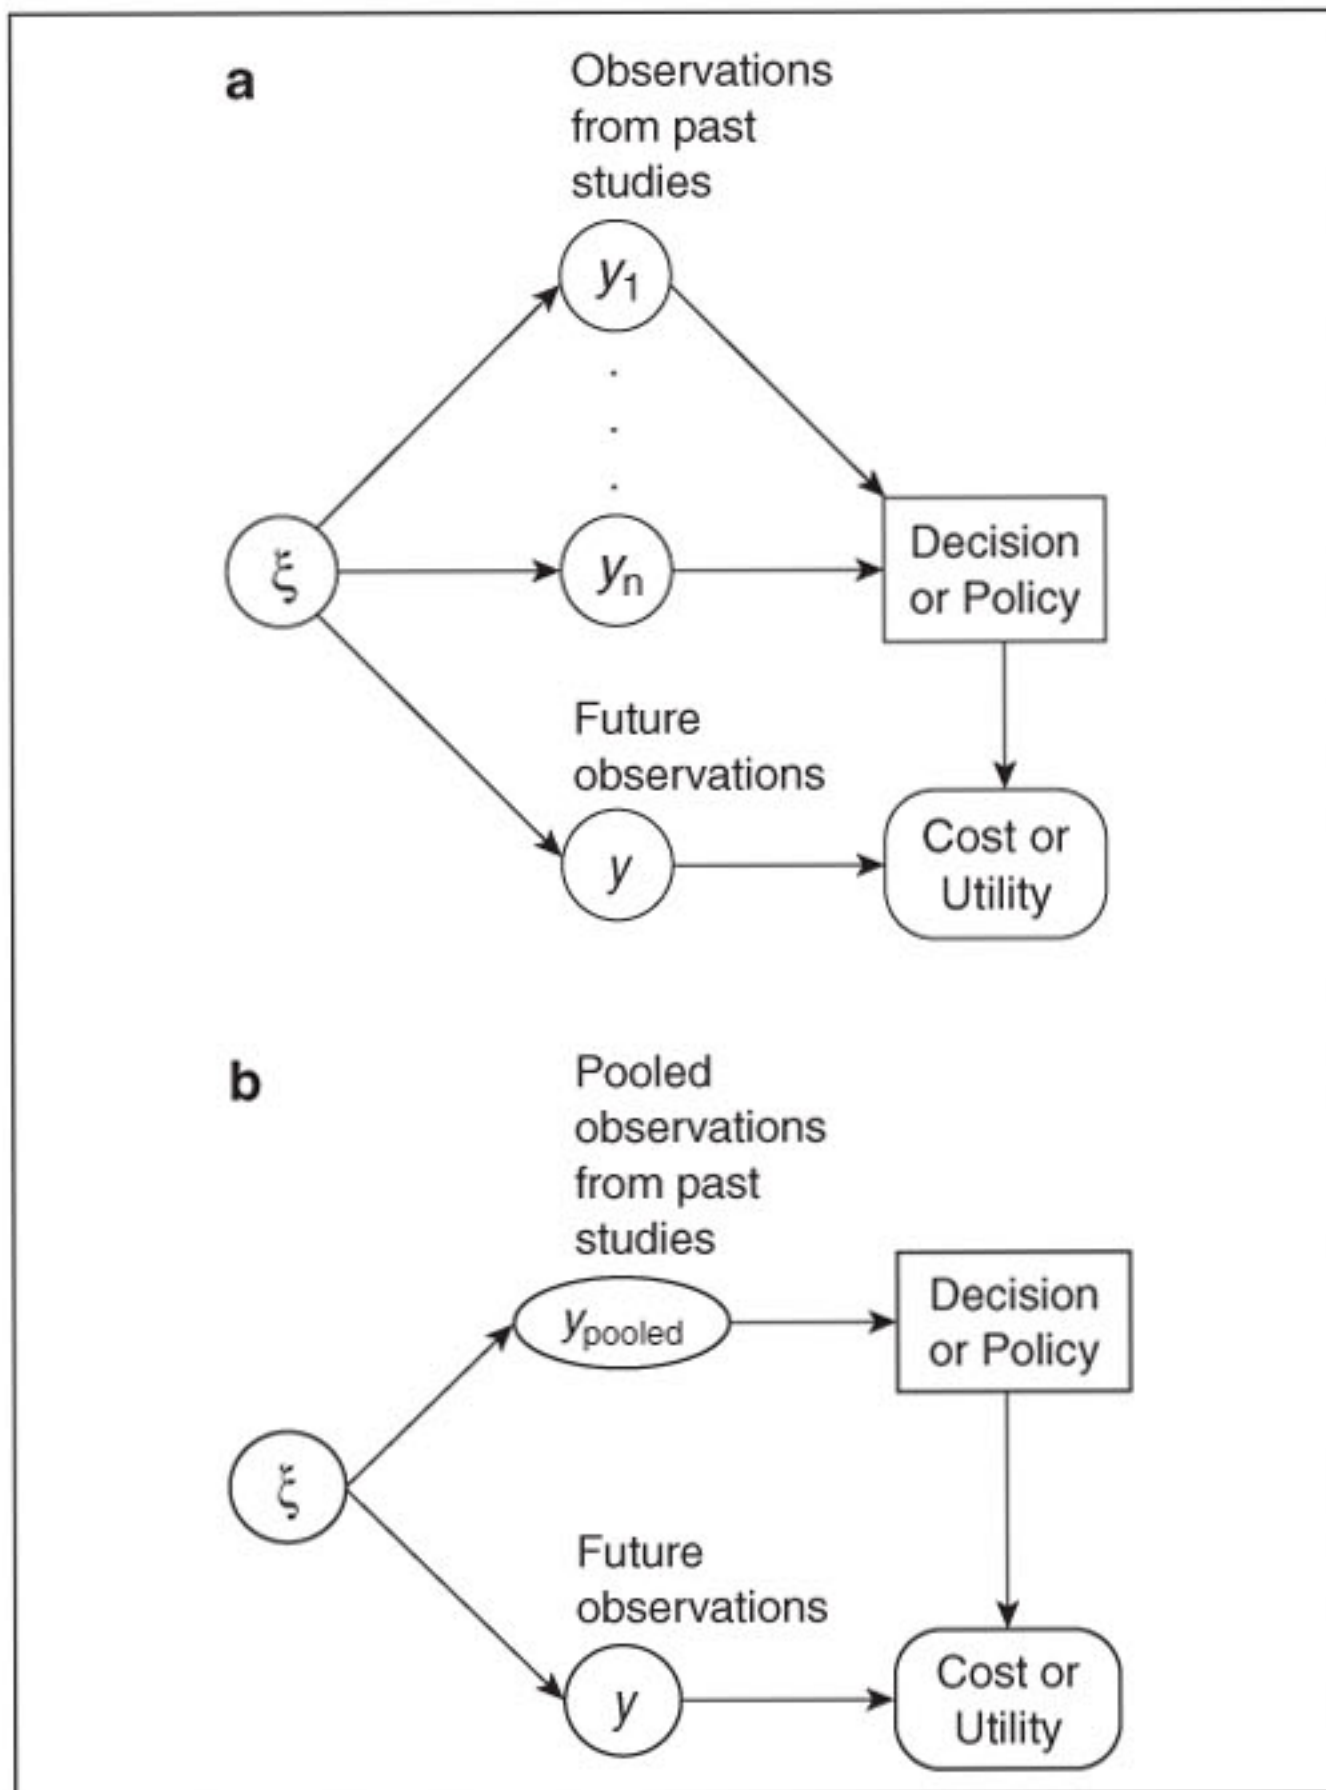 a
Observations
from past
studies
y₁
.
.
.
ξ
yₙ
Decision
or Policy
Future
observations
y
Cost or
Utility
b
Pooled
observations
from past
studies
y_pooled
Decision
or Policy
ξ
Future
observations
y
Cost or
Utility